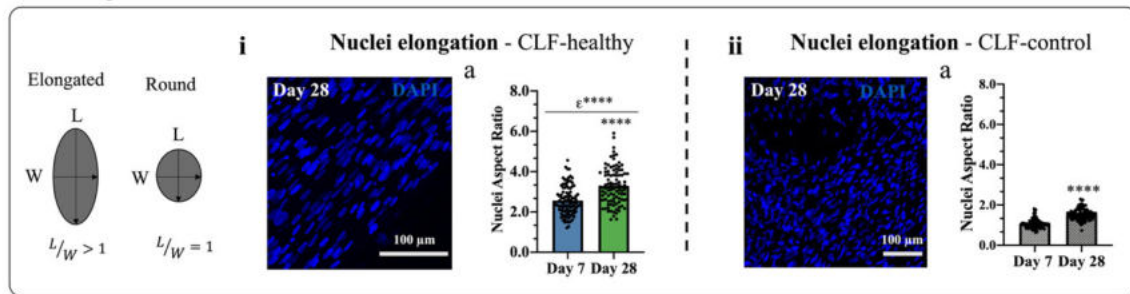 Elongated
L
W
L/W > 1
Round
L
W
L/W = 1
i
Nuclei elongation - CLF-healthy
Day 28
DAPI
100 µm
a
Nuclei Aspect Ratio
8.0
6.0
4.0
2.0
0.0
ε****
****
Day 7
Day 28
ii
Nuclei elongation - CLF-control
Day 28
DAPI
100 µm
a
Nuclei Aspect Ratio
8.0
6.0
4.0
2.0
0.0
****
Day 7
Day 28